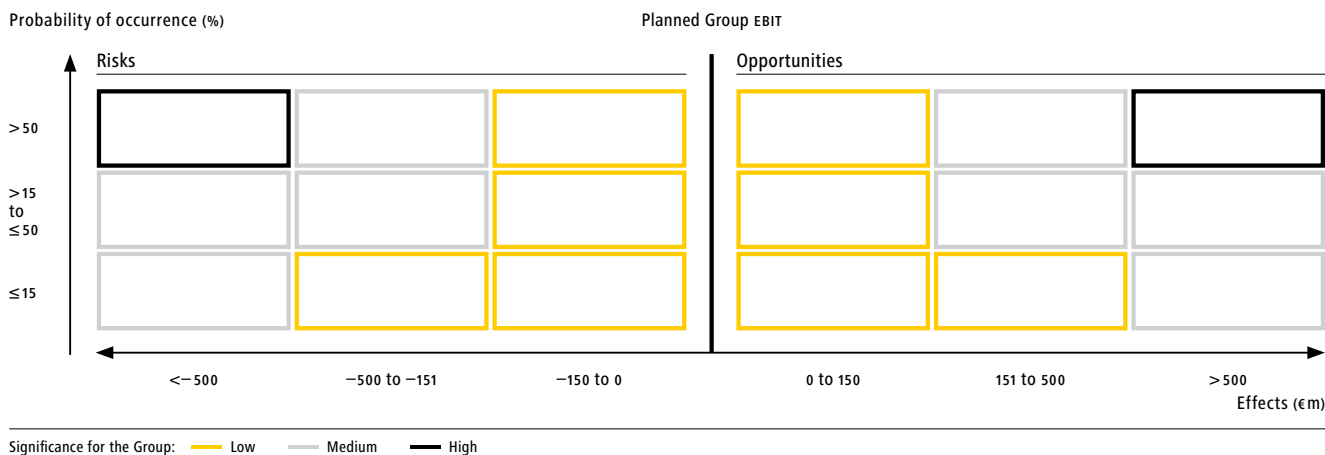 Probability of occurrence (%)
Planned Group EBIT
Risks
Opportunities
>50
>15
to
≤50
≤15
<−500
−500 to −151
−150 to 0
0 to 150
151 to 500
>500
Effects (€m)
Significance for the Group: Low Medium High